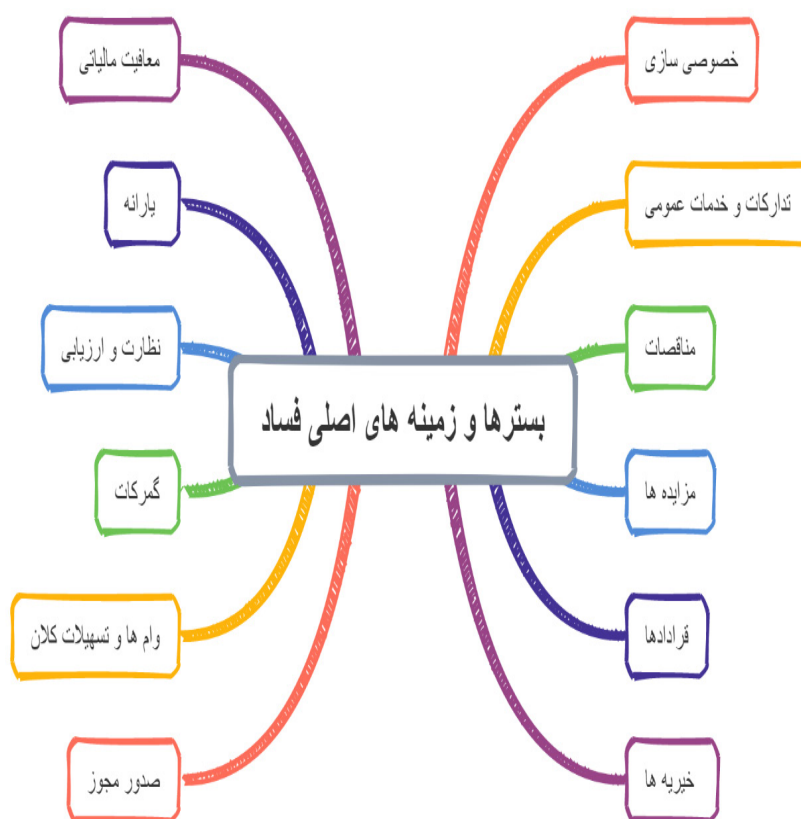 بسترها و زمینه های اصلی فساد
خصوصی سازی
تدارکات و خدمات عمومی
مناقصات
مزایده ها
قرادادها
خیریه ها
معافیت مالیاتی
یارانه
نظارت و ارزیابی
گمرکات
وام ها و تسهیلات کلان
صدور مجوز